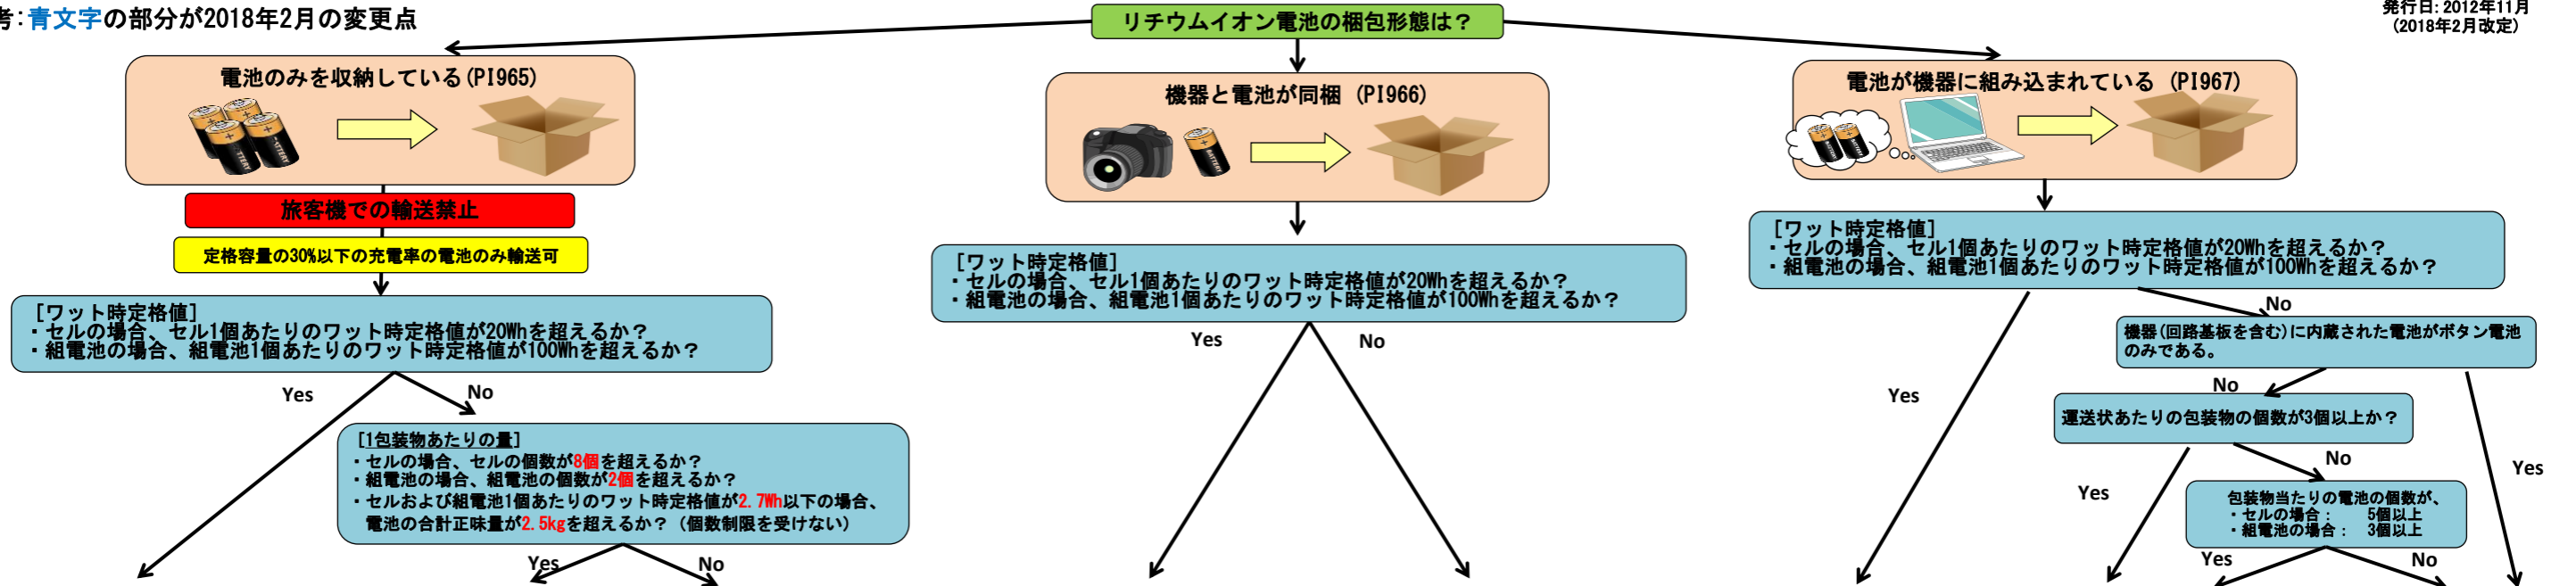 考：青文字の部分が2018年2月の変更点
リチウムイオン電池の梱包形態は？
発行日：2012年11月
（2018年2月改定）
電池のみを収納している（PI965）
旅客機での輸送禁止
定格容量の30%以下の充電率の電池のみ輸送可
［ワット時定格値］
・セルの場合、セル1個あたりのワット時定格値が20Whを超えるか？
・組電池の場合、組電池1個あたりのワット時定格値が100Whを超えるか？
Yes
No
［1包装物あたりの量］
・セルの場合、セルの個数が8個を超えるか？
・組電池の場合、組電池の個数が2個を超えるか？
・セルおよび組電池1個あたりのワット時定格値が2.7Wh以下の場合、
電池の合計正味量が2.5kgを超えるか？（個数制限を受けない）
Yes
No
機器と電池が同梱 （PI966）
BATTERY
［ワット時定格値］
・セルの場合、セル1個あたりのワット時定格値が20Whを超えるか？
・組電池の場合、組電池1個あたりのワット時定格値が100Whを超えるか？
Yes
No
電池が機器に組み込まれている （PI967）
［ワット時定格値］
・セルの場合、セル1個あたりのワット時定格値が20Whを超えるか？
・組電池の場合、組電池1個あたりのワット時定格値が100Whを超えるか？
No
機器(回路基板を含む)に内蔵された電池がボタン電池
のみである。
No
Yes
運送状あたりの包装物の個数が3個以上か？
No
Yes
Yes
包装物当たりの電池の個数が、
・セルの場合： 5個以上
・組電池の場合： 3個以上
Yes
No